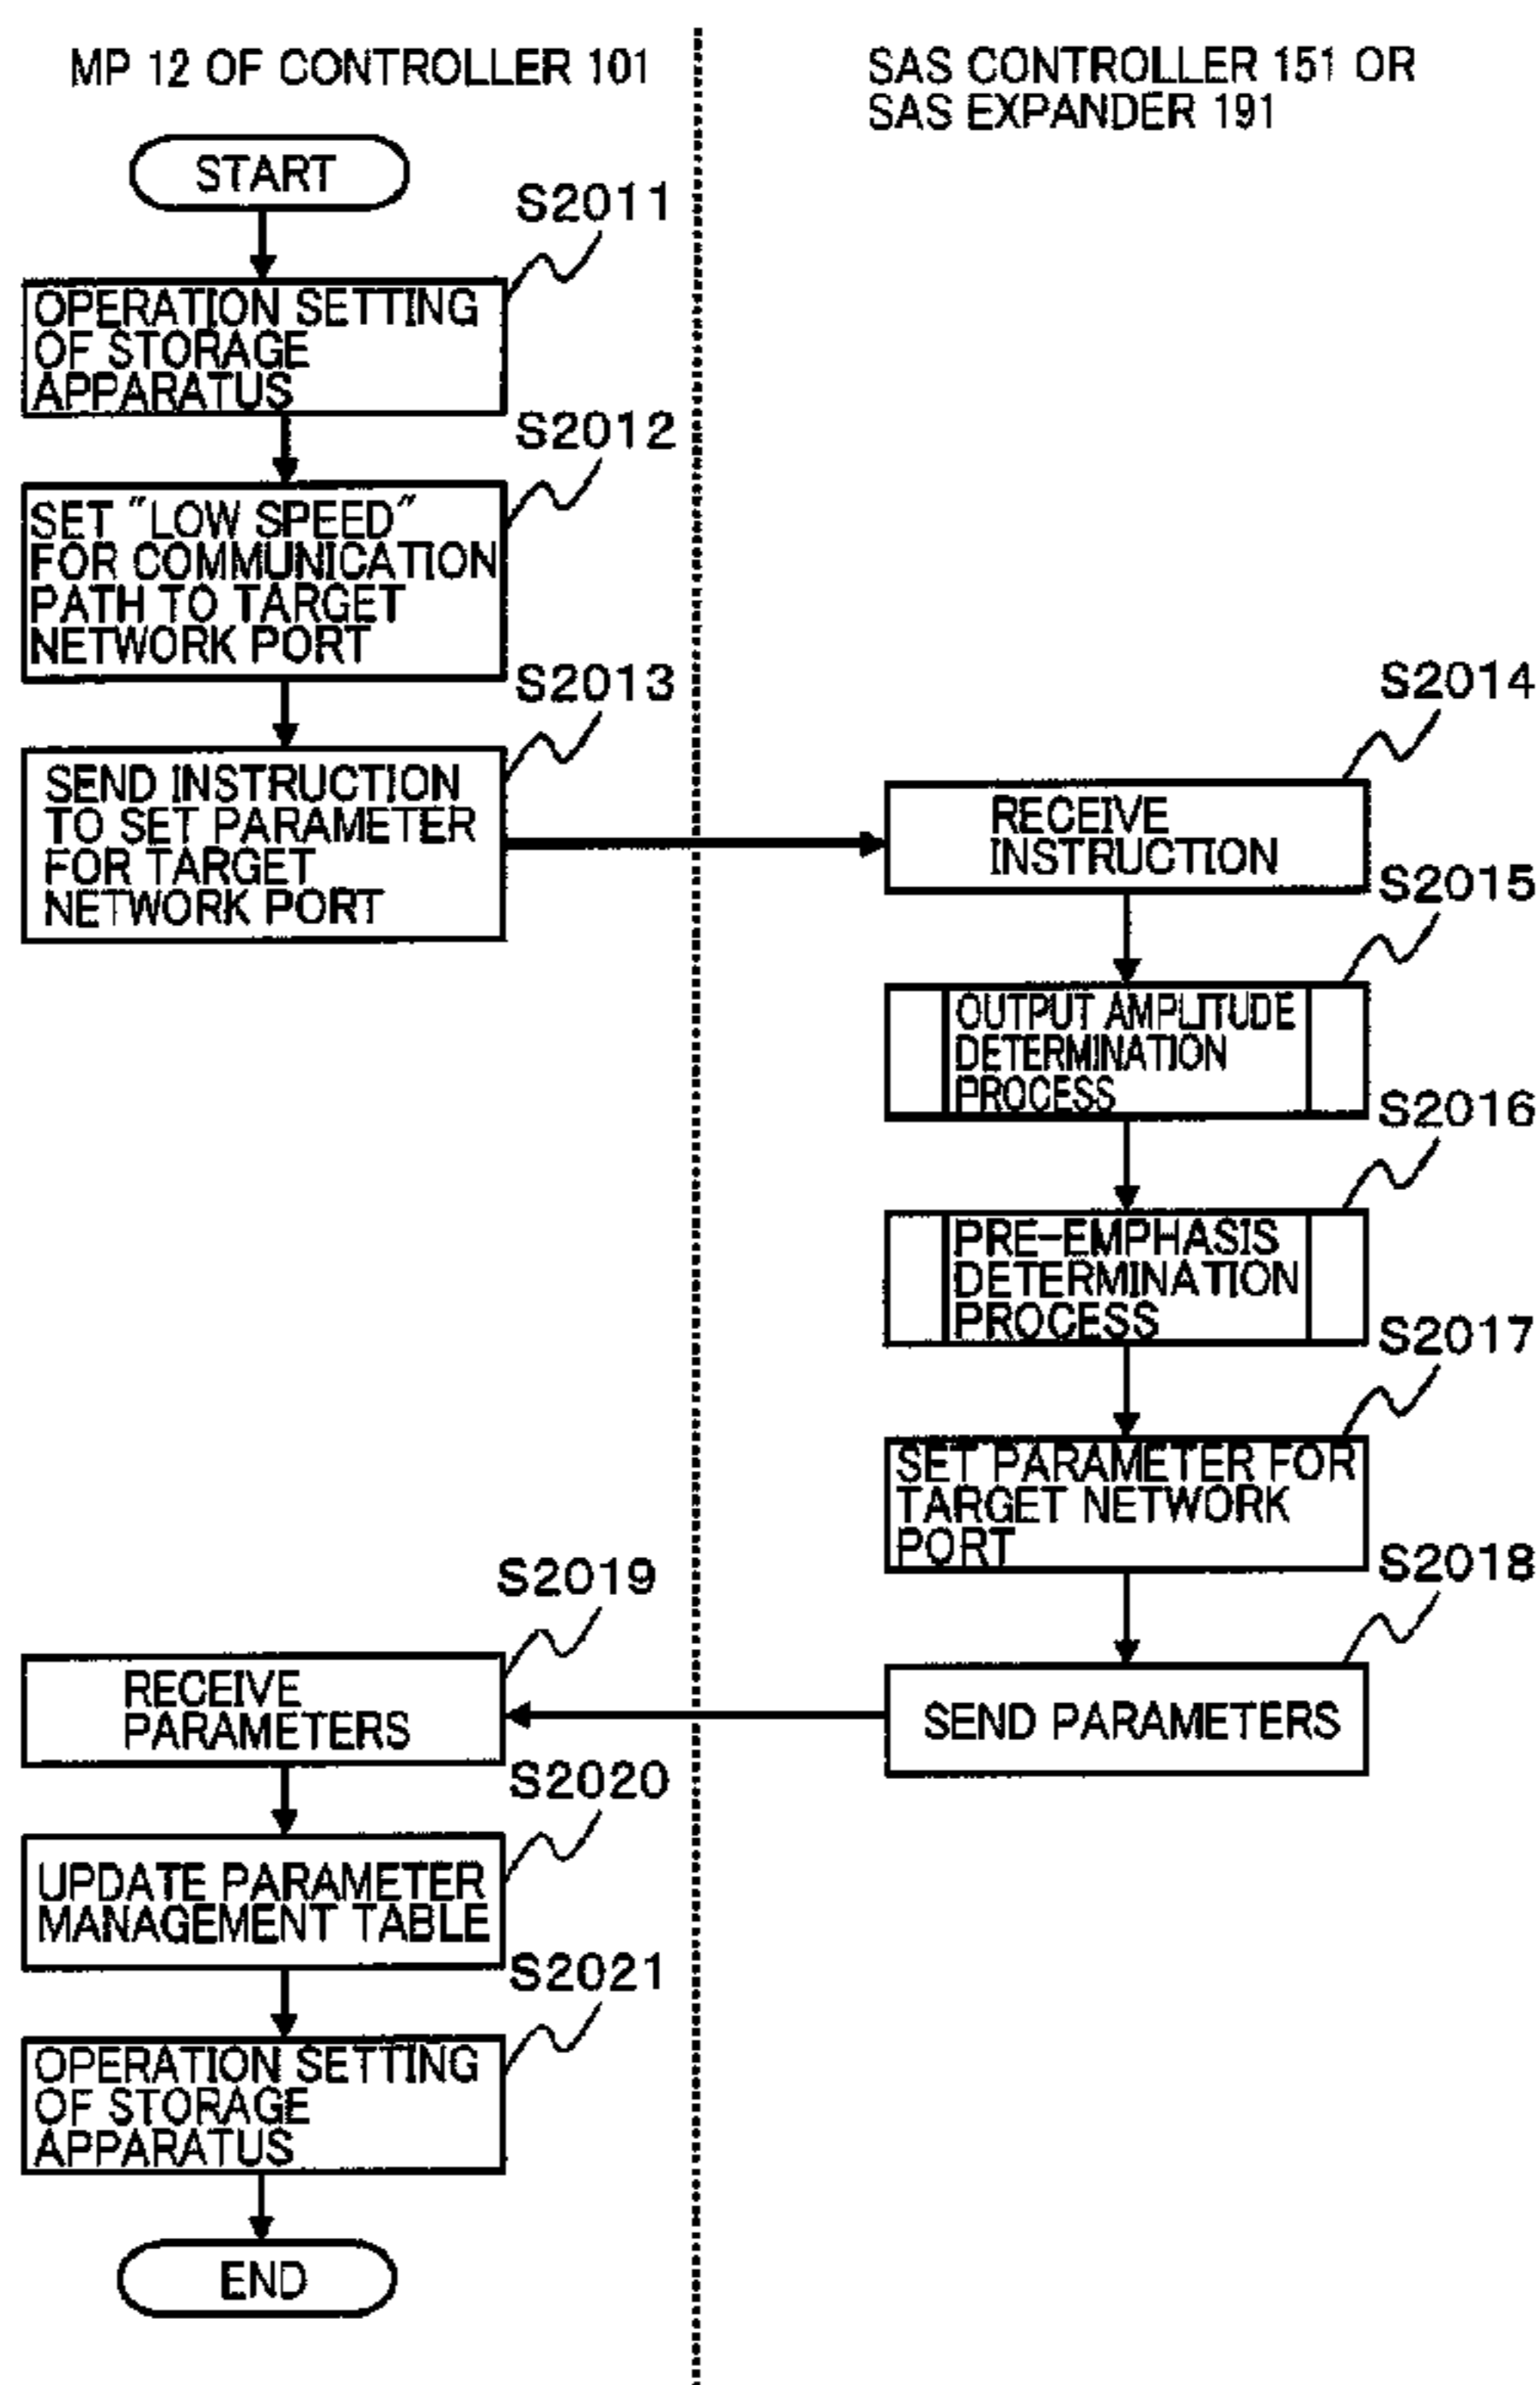 MP 12 OF CONTROLLER 101
SAS CONTROLLER 151 OR
SAS EXPANDER 191
START
S2011
OPERATION SETTING
OF STORAGE
APPARATUS
S2012
SET "LOW SPEED"
FOR COMMUNICATION
PATH TO TARGET
NETWORK PORT
S2013
SEND INSTRUCTION
TO SET PARAMETER
FOR TARGET
NETWORK PORT
S2014
RECEIVE
INSTRUCTION
S2015
OUTPUT AMPLITUDE
DETERMINATION
PROCESS
S2016
PRE-EMPHASIS
DETERMINATION
PROCESS
S2017
SET PARAMETER FOR
TARGET NETWORK
PORT
S2018
SEND PARAMETERS
S2019
RECEIVE
PARAMETERS
S2020
UPDATE PARAMETER
MANAGEMENT TABLE
S2021
OPERATION SETTING
OF STORAGE
APPARATUS
END